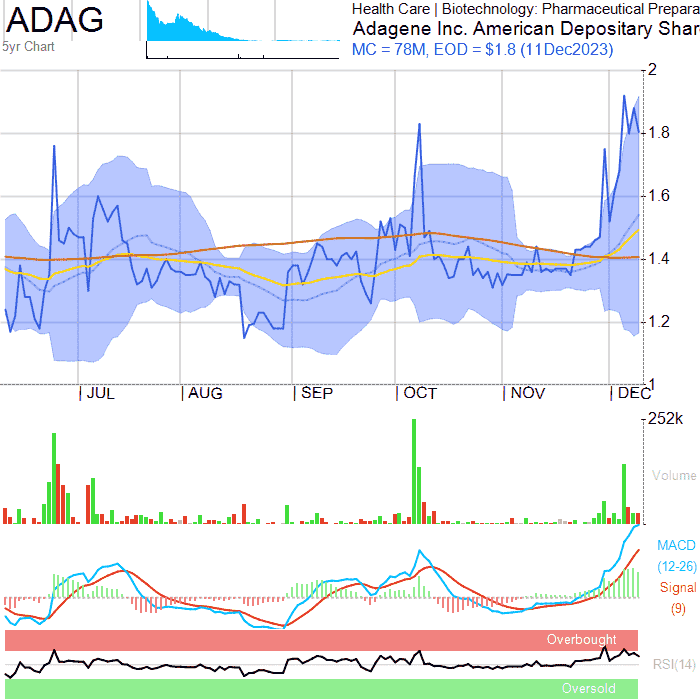 ADAG
5yr Chart
Health Care | Biotechnology: Pharmaceutical Prepara
Adagene Inc. American Depositary Shar
MC = 78M, EOD = $1.8 (11Dec2023)
2
1.8
1.6
1.4
1.2
1
JUL AUG SEP OCT NOV DEC
252k
Volume
MACD
(12-26)
Signal
(9)
Overbought
RSI(14)
Oversold